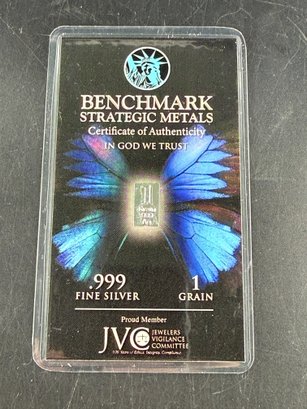 BENCHMARK
STRATEGIC METALS
Certificate of Authenticity
IN GOD WE TRUST
.999
FINE SILVER
1
GRAIN
Proud Member
JVC
JEWELERS
VIGILANCE
COMMITTEE